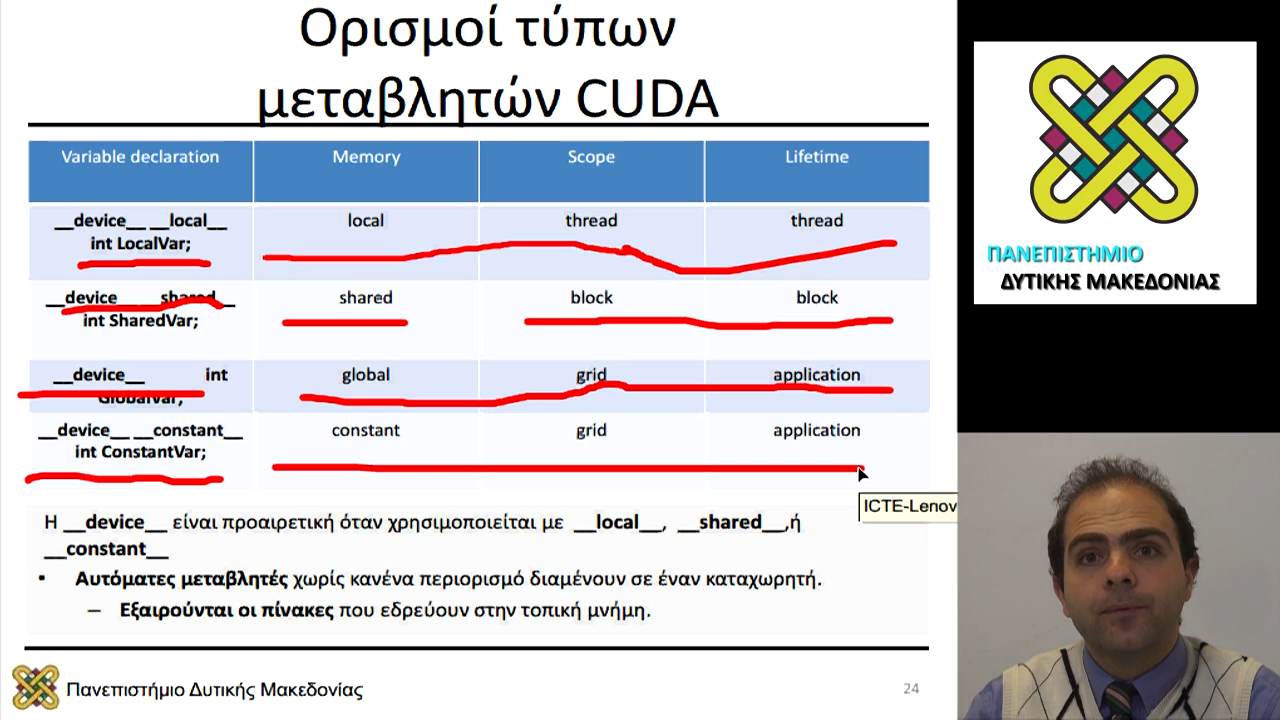 Ορισμοί τύπων
μεταβλητών CUDA
Variable declaration Memory Scope Lifetime
__device__ __local__ local thread thread
int LocalVar;
__device__ __shared__ shared block block
int SharedVar;
__device__ int global grid application
GlobalVar;
__device__ __constant__ constant grid application
int ConstantVar;
Η __device__ είναι προαιρετική όταν χρησιμοποιείται με __local__, __shared__,ή
__constant__
▪ Αυτόματες μεταβλητές χωρίς κανένα περιορισμό διαμένουν σε έναν καταχωρητή.
– Εξαιρούνται οι πίνακες που εδρεύουν στην τοπική μνήμη.
Πανεπιστήμιο Δυτικής Μακεδονίας
24
ΠΑΝΕΠΙΣΤΗΜΙΟ
ΔΥΤΙΚΗΣ ΜΑΚΕΔΟΝΙΑΣ
ICTE-Lenov